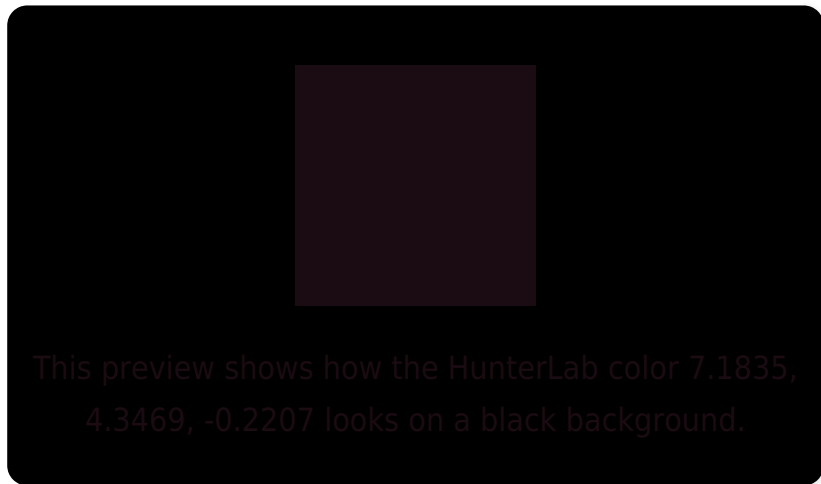 This preview shows how the HunterLab color 7.1835,
4.3469, -0.2207 looks on a black background.